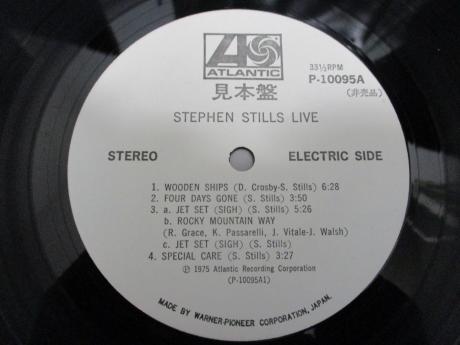 ATLANTIC
見本盤
33⅓RPM
P-10095A
(非売品)
STEPHEN STILLS LIVE
STEREO
ELECTRIC SIDE
1. WOODEN SHIPS (D. Crosby-S. Stills) 6:28
2. FOUR DAYS GONE (S. Stills) 3:50
3. a. JET SET (SIGH) (S. Stills) 5:26
b. ROCKY MOUNTAIN WAY
(R. Grace, K. Passarelli, J. Vitale-J. Walsh)
c. JET SET (SIGH) (S. Stills)
4. SPECIAL CARE (S. Stills) 3:27
℗ 1975 Atlantic Recording Corporation
(P-10095A1)
MADE BY WARNER-PIONEER CORPORATION, JAPAN.